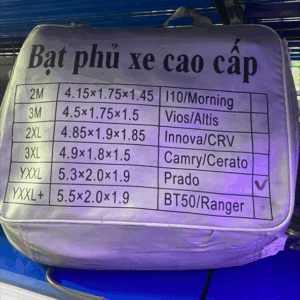 Bạt phủ xe cao cấp
2M 4.15×1.75×1.45 I10/Morning
3M 4.5×1.75×1.5 Vios/Altis
2XL 4.85×1.9×1.85 Innova/CRV
3XL 4.9×1.8×1.5 Camry/Cerato
YXXL 5.3×2.0×1.9 Prado ✓
YXXL+ 5.5×2.0×1.9 BT50/Ranger